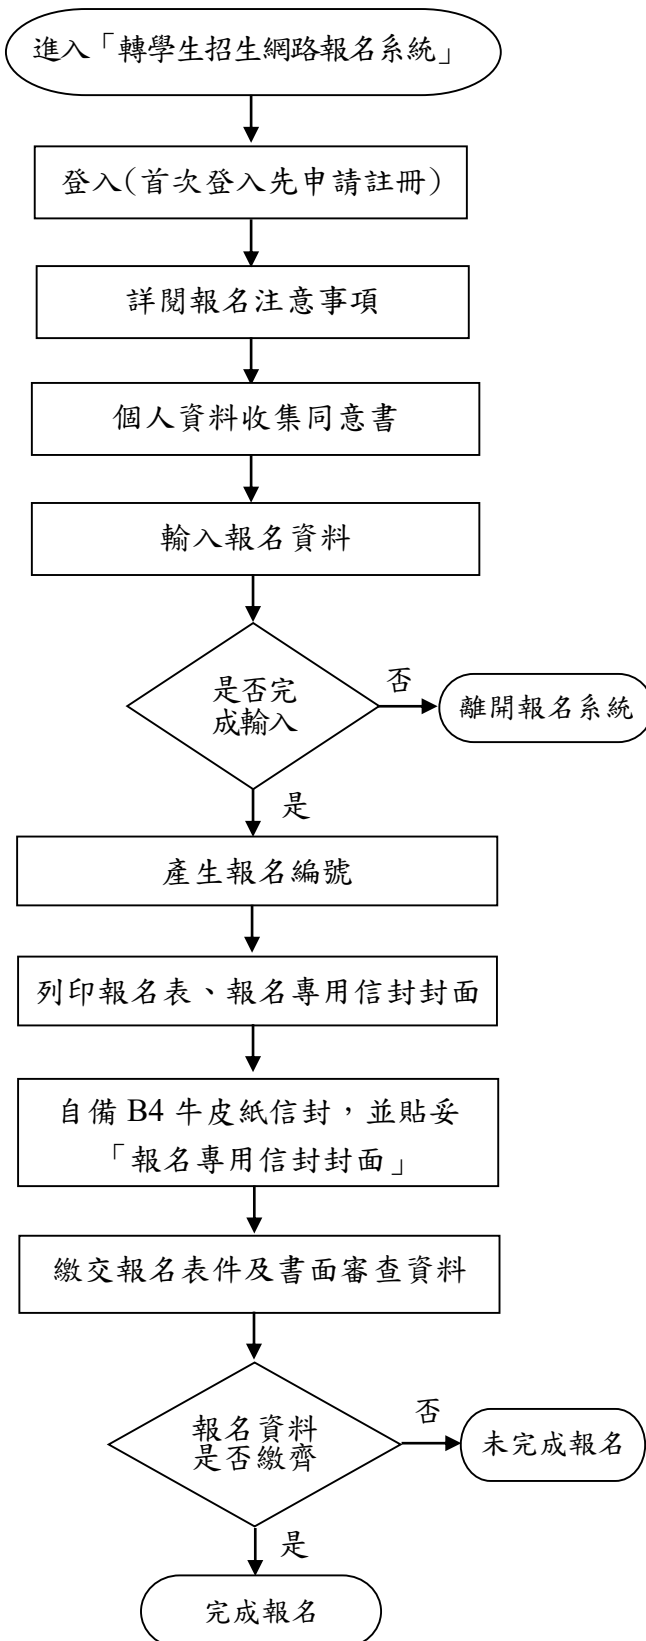 進入「轉學生招生網路報名系統」
登入(首次登入先申請註冊)
詳閱報名注意事項
個人資料收集同意書
輸入報名資料
是否完
成輸入
否
離開報名系統
是
產生報名編號
列印報名表、報名專用信封封面
自備 B4 牛皮紙信封,並貼妥
「報名專用信封封面」
繳交報名表件及書面審查資料
報名資料
是否繳齊
否
未完成報名
是
完成報名